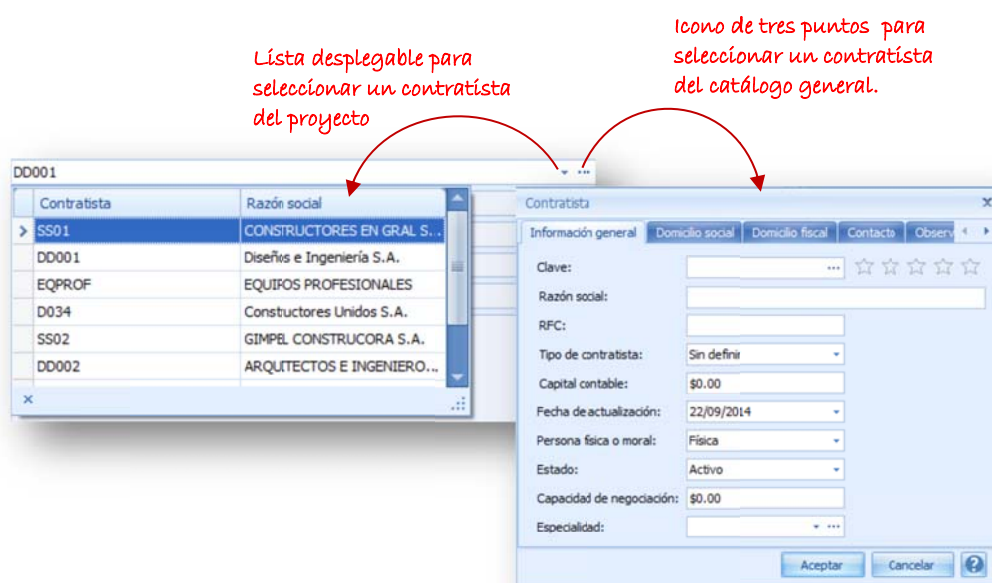 Lista desplegable para
seleccionar un contratista
del proyecto
Icono de tres puntos para
seleccionar un contratista
del catálogo general.
DD001
Contratista Razón social
SS01 CONSTRUCTORES EN GRAL S...
DD001 Diseños e Ingeniería S.A.
EQPROF EQUIPOS PROFESIONALES
D034 Constuctores Unidos S.A.
SS02 GIMPEL CONSTRUCORA S.A.
DD002 ARQUITECTOS E INGENIERO...
Contratista
Información general Domicilio social Domicilio fiscal Contacto Observ
Clave:
Razón social:
RFC:
Tipo de contratista: Sin definir
Capital contable: $0.00
Fecha de actualización: 22/09/2014
Persona física o moral: Física
Estado: Activo
Capacidad de negociación: $0.00
Especialidad:
Aceptar Cancelar